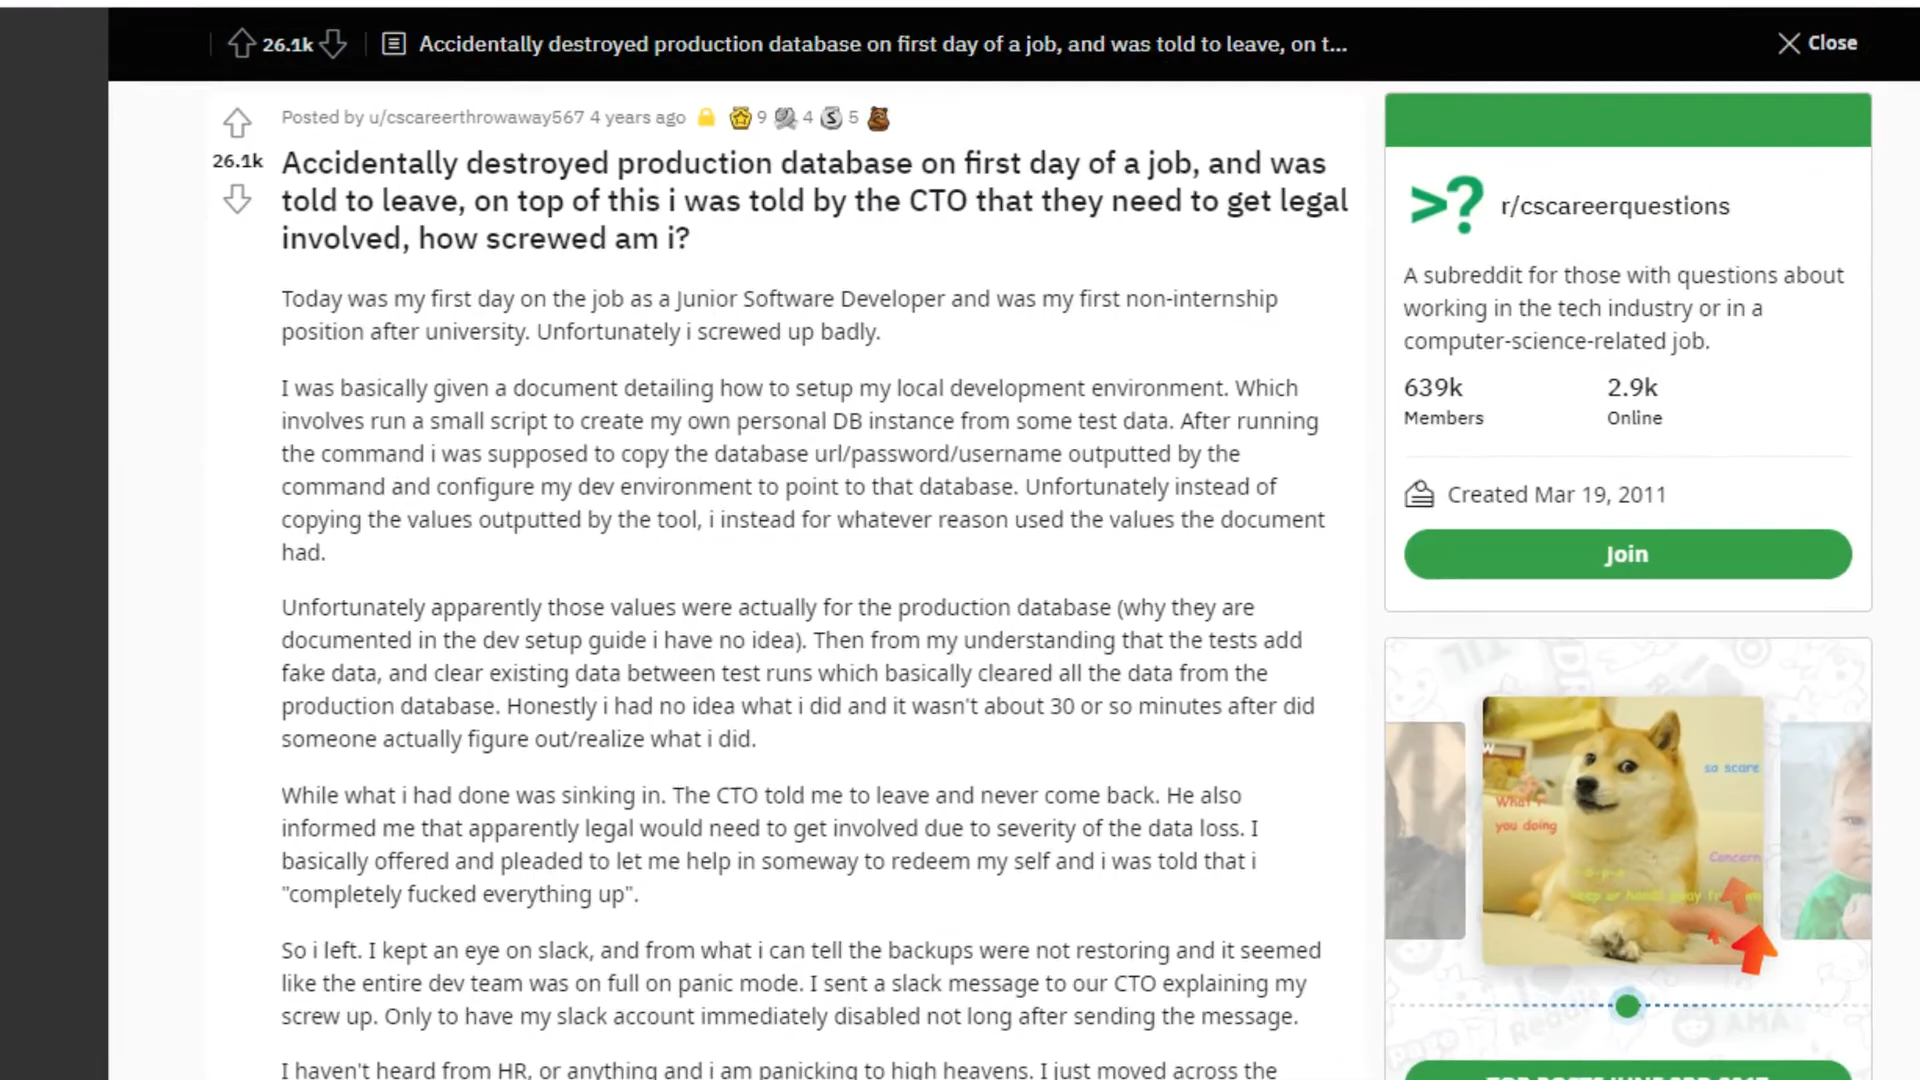 26.1k
Accidentally destroyed production database on first day of a job, and was told to leave, on t...
Close
Posted by u/cscareerthrowaway567 4 years ago
9 4 5
26.1k
Accidentally destroyed production database on first day of a job, and was
told to leave, on top of this i was told by the CTO that they need to get legal
involved, how screwed am i?
Today was my first day on the job as a Junior Software Developer and was my first non-internship
position after university. Unfortunately i screwed up badly.
I was basically given a document detailing how to setup my local development environment. Which
involves run a small script to create my own personal DB instance from some test data. After running
the command i was supposed to copy the database url/password/username outputted by the
command and configure my dev environment to point to that database. Unfortunately instead of
copying the values outputted by the tool, i instead for whatever reason used the values the document
had.
Unfortunately apparently those values were actually for the production database (why they are
documented in the dev setup guide i have no idea). Then from my understanding that the tests add
fake data, and clear existing data between test runs which basically cleared all the data from the
production database. Honestly i had no idea what i did and it wasn't about 30 or so minutes after did
someone actually figure out/realize what i did.
While what i had done was sinking in. The CTO told me to leave and never come back. He also
informed me that apparently legal would need to get involved due to severity of the data loss. I
basically offered and pleaded to let me help in someway to redeem my self and i was told that i
"completely fucked everything up".
So i left. I kept an eye on slack, and from what i can tell the backups were not restoring and it seemed
like the entire dev team was on full on panic mode. I sent a slack message to our CTO explaining my
screw up. Only to have my slack account immediately disabled not long after sending the message.
I haven't heard from HR, or anything and i am panicking to high heavens. I just moved across the
>?
r/cscareerquestions
A subreddit for those with questions about
working in the tech industry or in a
computer-science-related job.
639k 2.9k
Members Online
Created Mar 19, 2011
Join
TIL
so scare
What r
you doing
Concern
AMA